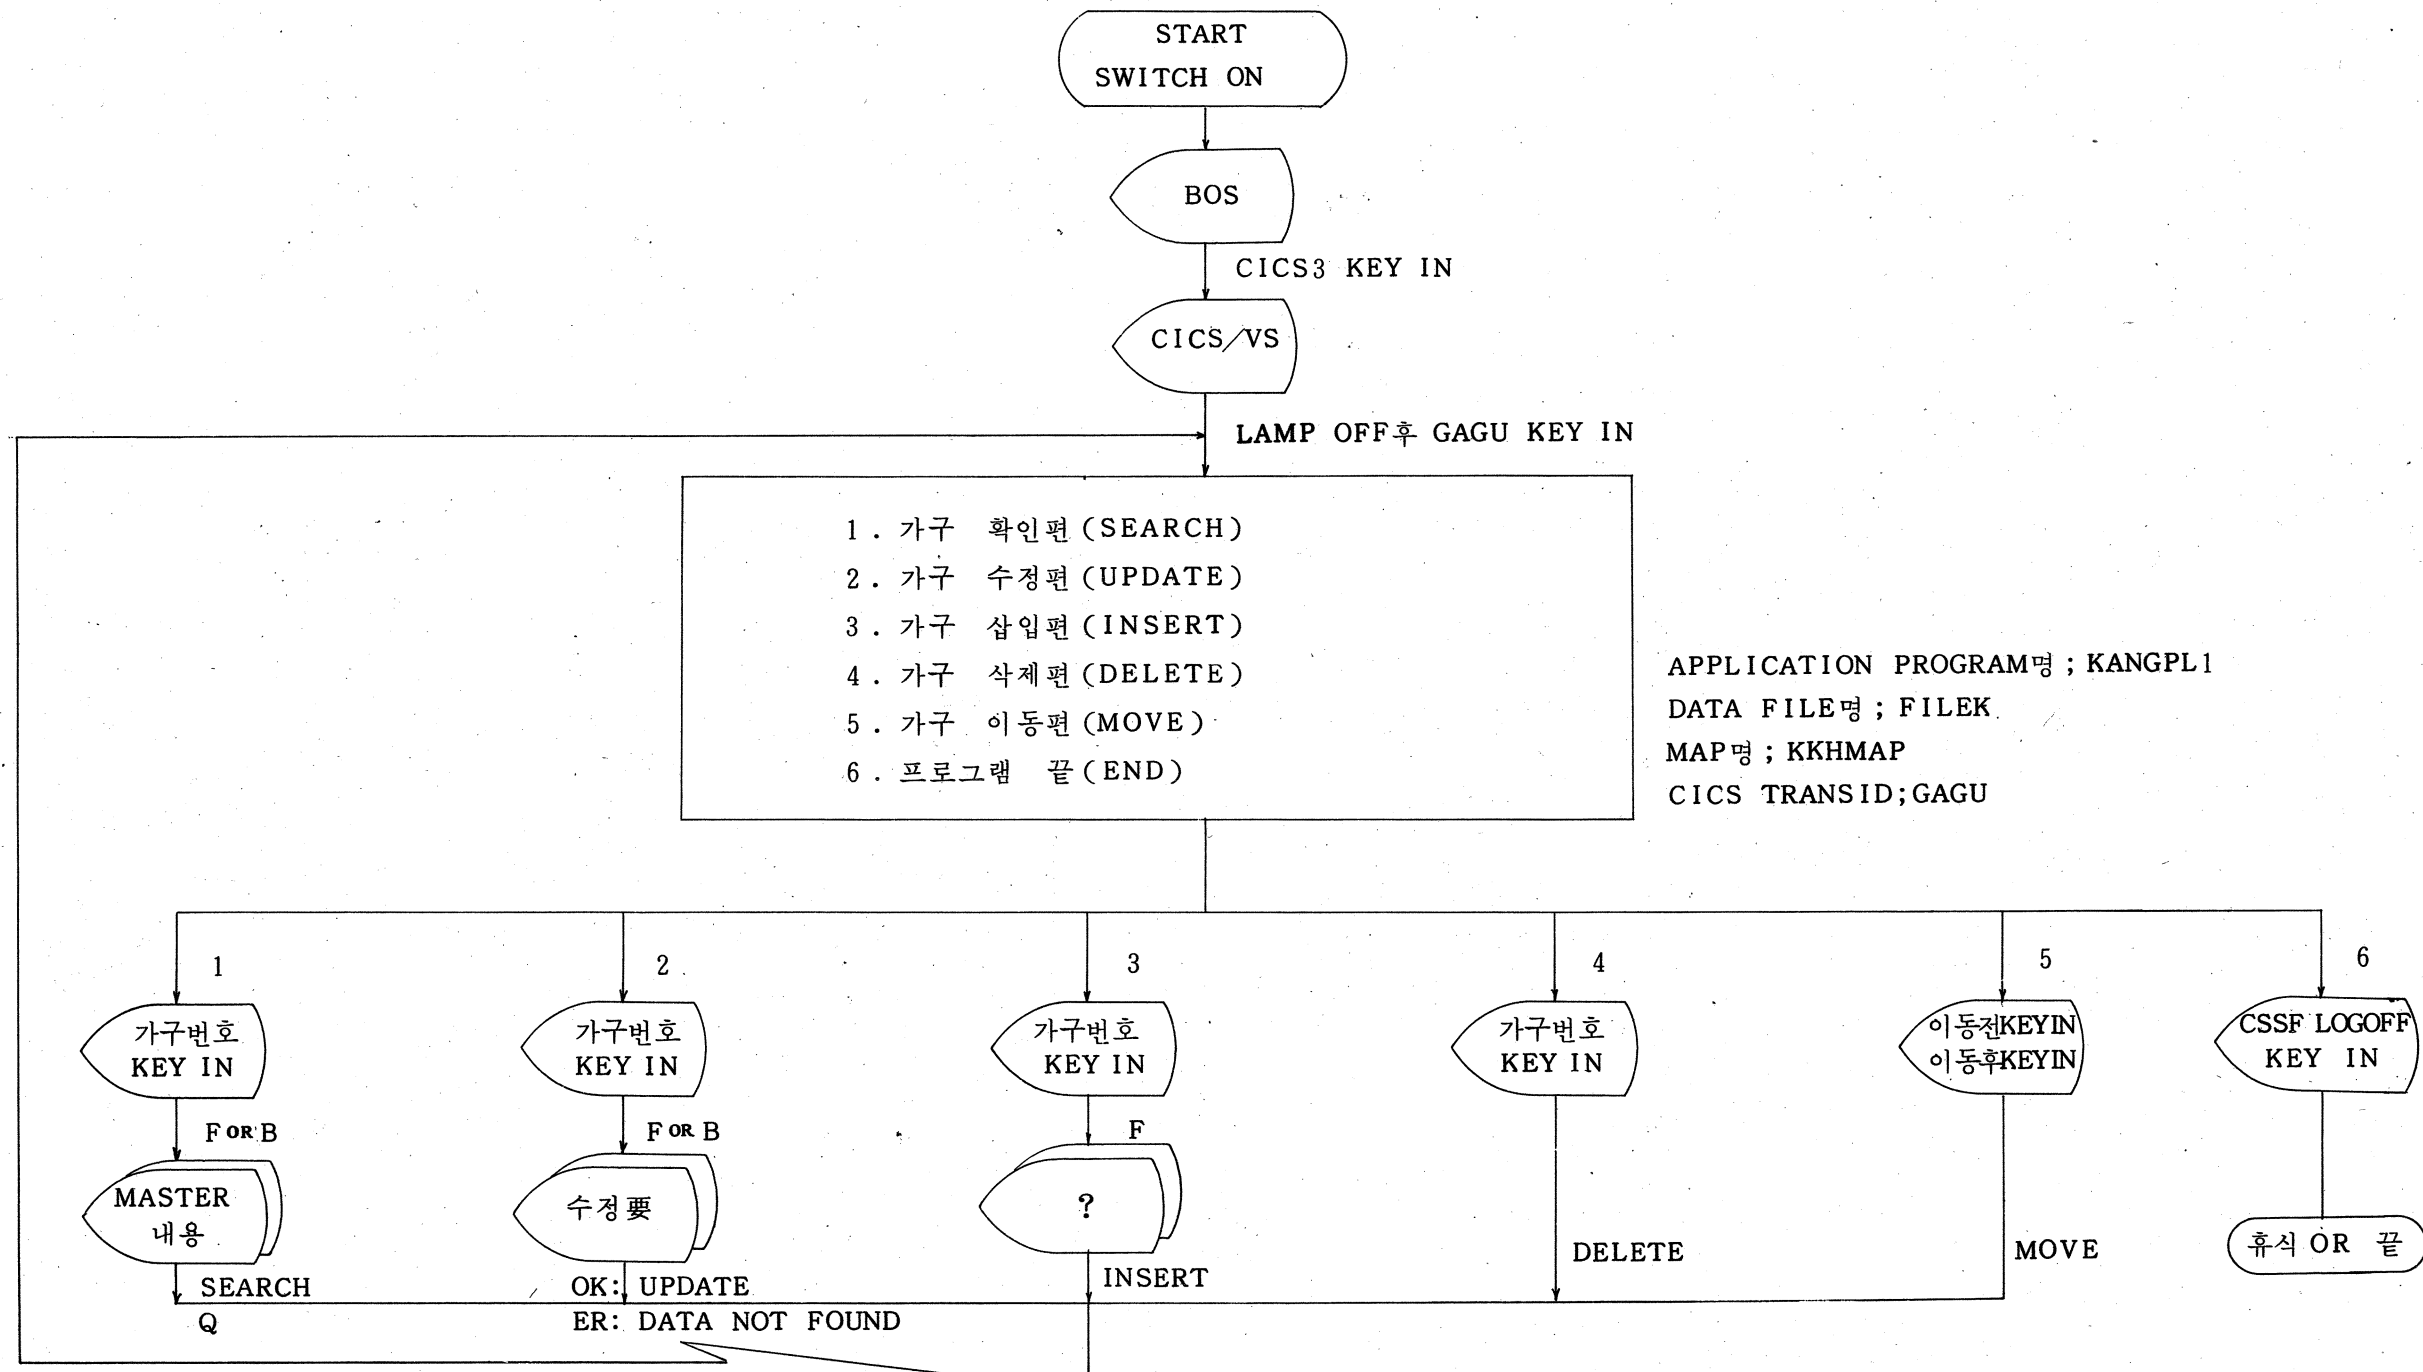 START
SWITCH ON
BOS
CICS3 KEY IN
CICS/VS
LAMP OFF후 GAGU KEY IN
1. 가구 확인편(SEARCH)
2. 가구 수정편(UPDATE)
3. 가구 삽입편(INSERT)
4. 가구 삭제편(DELETE)
5. 가구 이동편(MOVE)
6. 프로그램 끝(END)
APPLICATION PROGRAM명; KANGPL1
DATA FILE명; FILEK
MAP명; KKHMAP
CICS TRANSID;GAGU
1
2
3
4
5
6
가구번호
KEY IN
가구번호
KEY IN
가구번호
KEY IN
가구번호
KEY IN
이동전KEYIN
이동후KEYIN
CSSF LOGOFF
KEY IN
F OR B
F OR B
F
MASTER
내용
수정要
?
DELETE
MOVE
휴식 OR 끝
SEARCH
Q
OK: UPDATE
ER: DATA NOT FOUND
INSERT